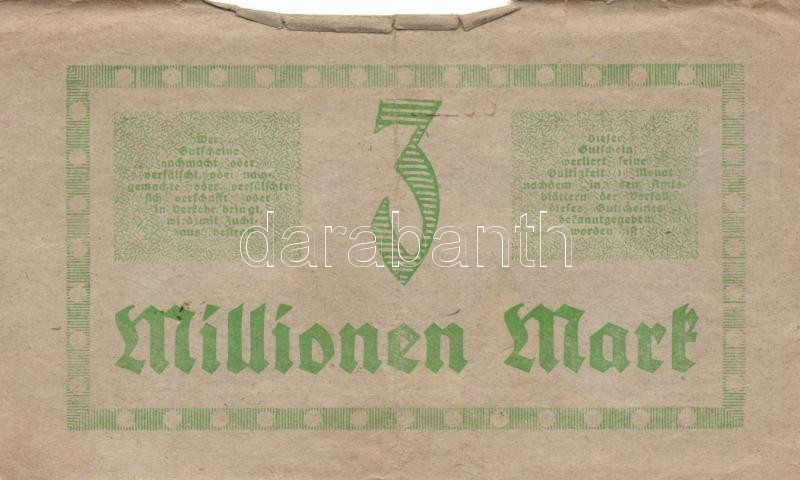 Wer
Gutscheine
nachmacht oder
verfälscht, oder nach-
gemachte oder verfälschte
sich verschafft oder
in Verkehr bringt,
wird mit Zucht-
haus bestraft
3
Dieser
Gutschein
verliert seine
Gültigkeit 1 Monat
nachdem in den Amts-
blättern der Verfall
dieses Gutscheines
bekanntgegeben
worden ist
darabanth
Millionen Mark